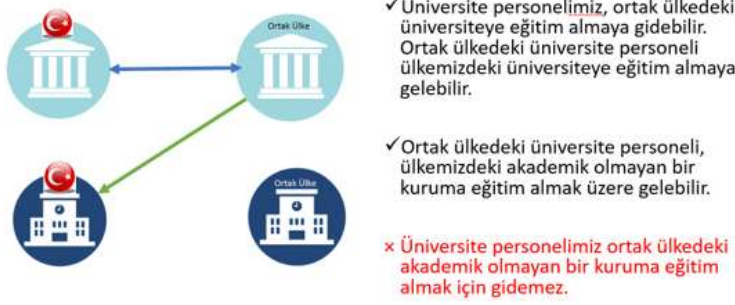 Ortak Ülke
Ortak Ülke
✓Üniversite personelimiz, ortak ülkedeki
üniversiteye eğitim almaya gidebilir.
Ortak ülkedeki üniversite personeli
ülkemizdeki üniversiteye eğitim almaya
gelebilir.
✓Ortak ülkedeki üniversite personeli,
ülkemizdeki akademik olmayan bir
kuruma eğitim almak üzere gelebilir.
× Üniversite personelimiz ortak ülkedeki
akademik olmayan bir kuruma eğitim
almak için gidemez.